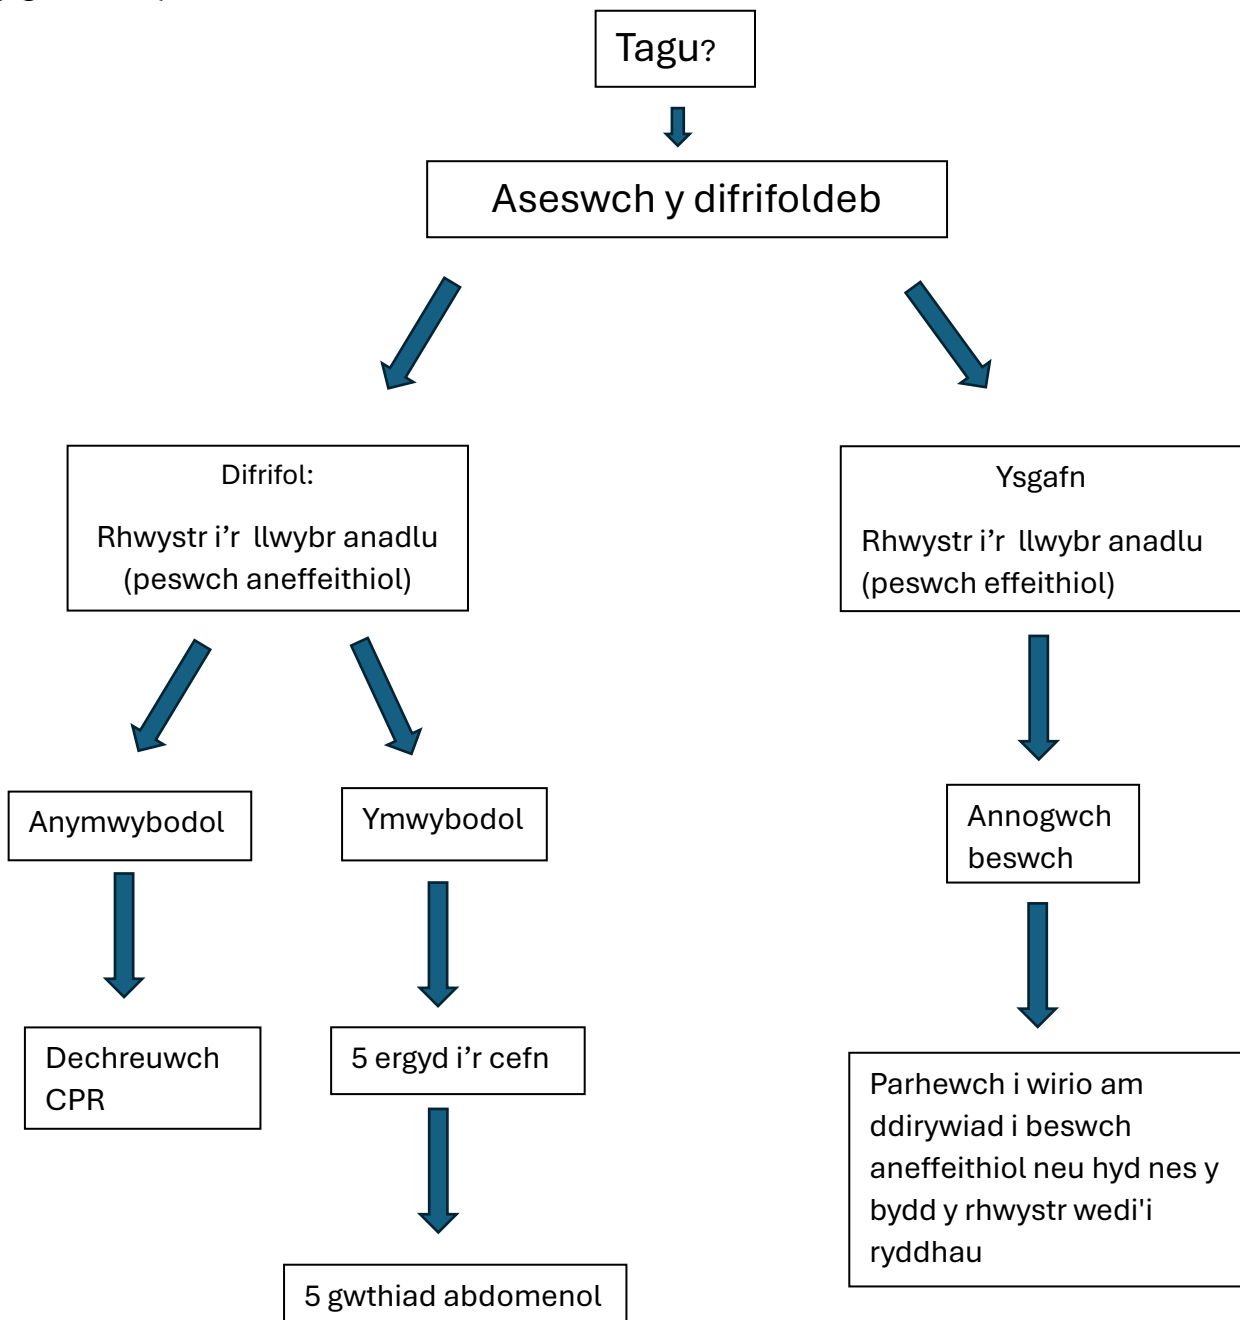 Tagu?
Aseswch y difrifoldeb
Difrifol:
Rhwystr i’r  llwybr anadlu
(peswch aneffeithiol)
Ysgafn
Rhwystr i’r  llwybr anadlu
(peswch effeithiol)
Anymwybodol
Ymwybodol
Annogwch
beswch
Dechreuwch
CPR
5 ergyd i’r cefn
Parhewch i wirio am
ddirywiad i beswch
aneffeithiol neu hyd nes y
bydd y rhwystr wedi'i
ryddhau
5 gwthiad abdomenol